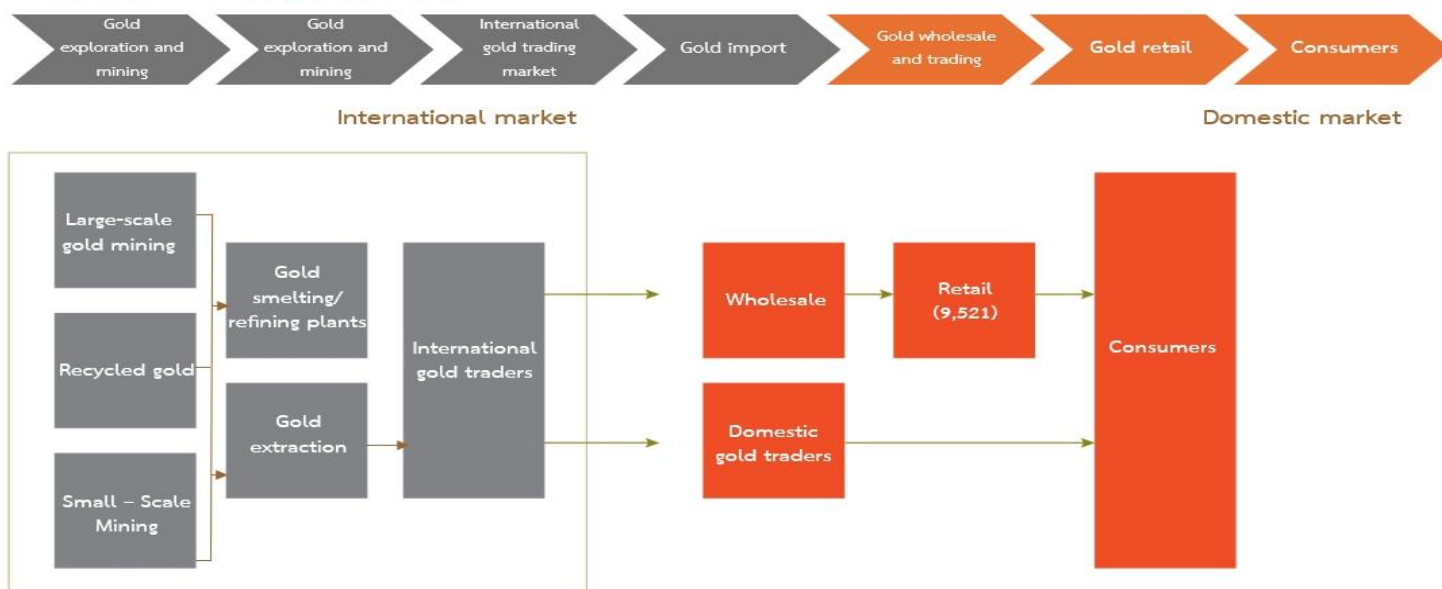 Gold
exploration and
mining
Gold
exploration and
mining
International
gold trading
market
Gold import
Gold wholesale
and trading
Gold retail
Consumers
International market
Domestic market
Large-scale
gold mining
Recycled gold
Small – Scale
Mining
Gold
smelting/
refining plants
Gold
extraction
International
gold traders
Wholesale
Retail
(9,521)
Domestic
gold traders
Consumers